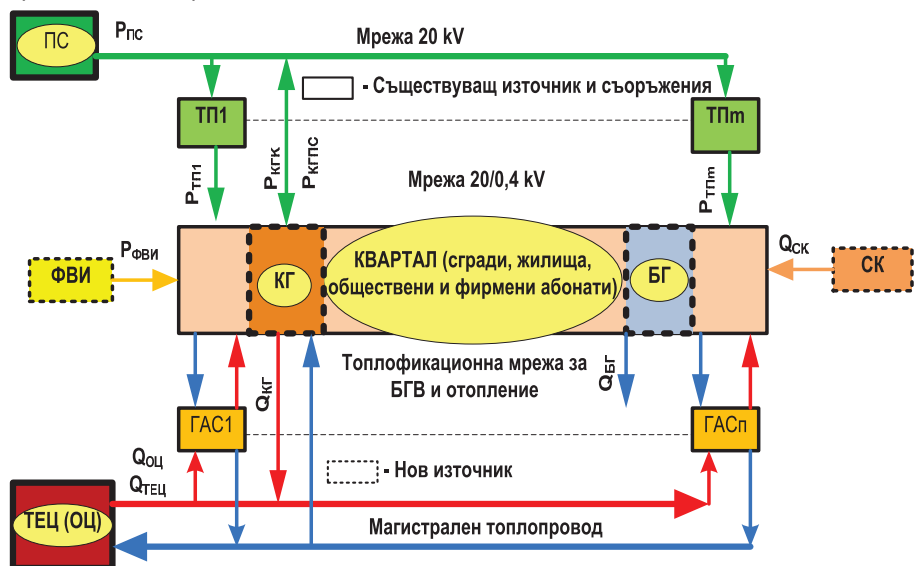 ПС
Pпс
Мрежа 20 kV
- Съществуващ източник и съоръжения
ТП1
ТПm
Pтп1
Pкгк
Pкгпс
Pтпm
Мрежа 20/0,4 kV
ФВИ
Pфви
КГ
КВАРТАЛ (сгради, жилища,
обществени и фирмени абонати)
БГ
Qск
СК
Топлофикационна мрежа за
БГВ и отопление
Qкг
Qбг
ГАС1
ГАСп
Qоц
Qтец
- Нов източник
ТЕЦ (ОЦ)
Магистрален топлопровод